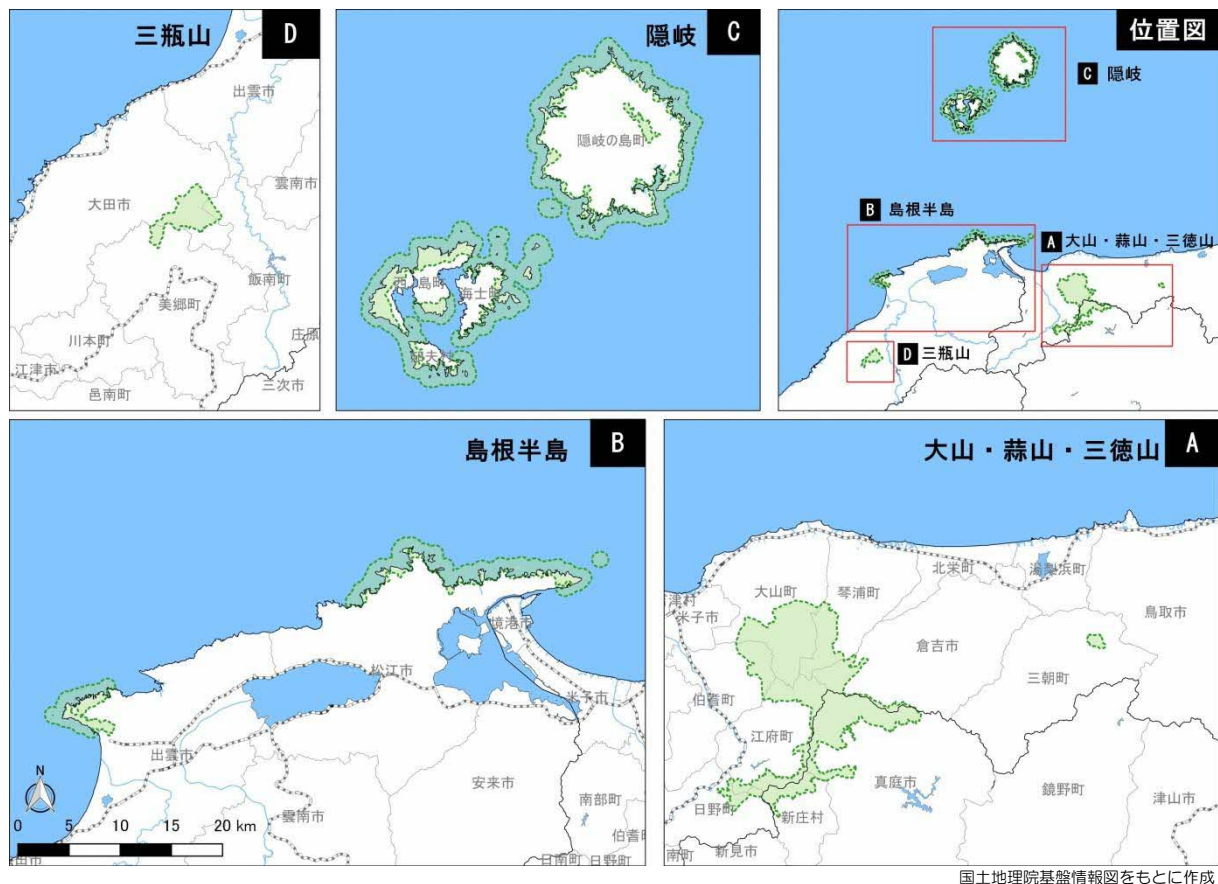 三瓶山 D
出雲市
雲南市
大田市
飯南町
美郷町
川本町
庄原
江津市
邑南町
三次市
隠岐 C
隠岐の島町
海士町
位置図
C 隠岐
B 島根半島
A 大山・蒜山・三徳山
D 三瓶山
島根半島 B
境港市
松江市
米子市
出雲市
安来市
雲南市
南部町
伯耆
日南町 日野町
田市
N
0 5 10 15 20 km
大山・蒜山・三徳山 A
北栄町
湯梨浜町
大山町
琴浦町
鳥取市
津村
米子市
倉吉市
三朝町
伯耆町
江府町
真庭市
鏡野町
日野町
新庄村
津山市
南町
新見市
国土地理院基盤情報図をもとに作成